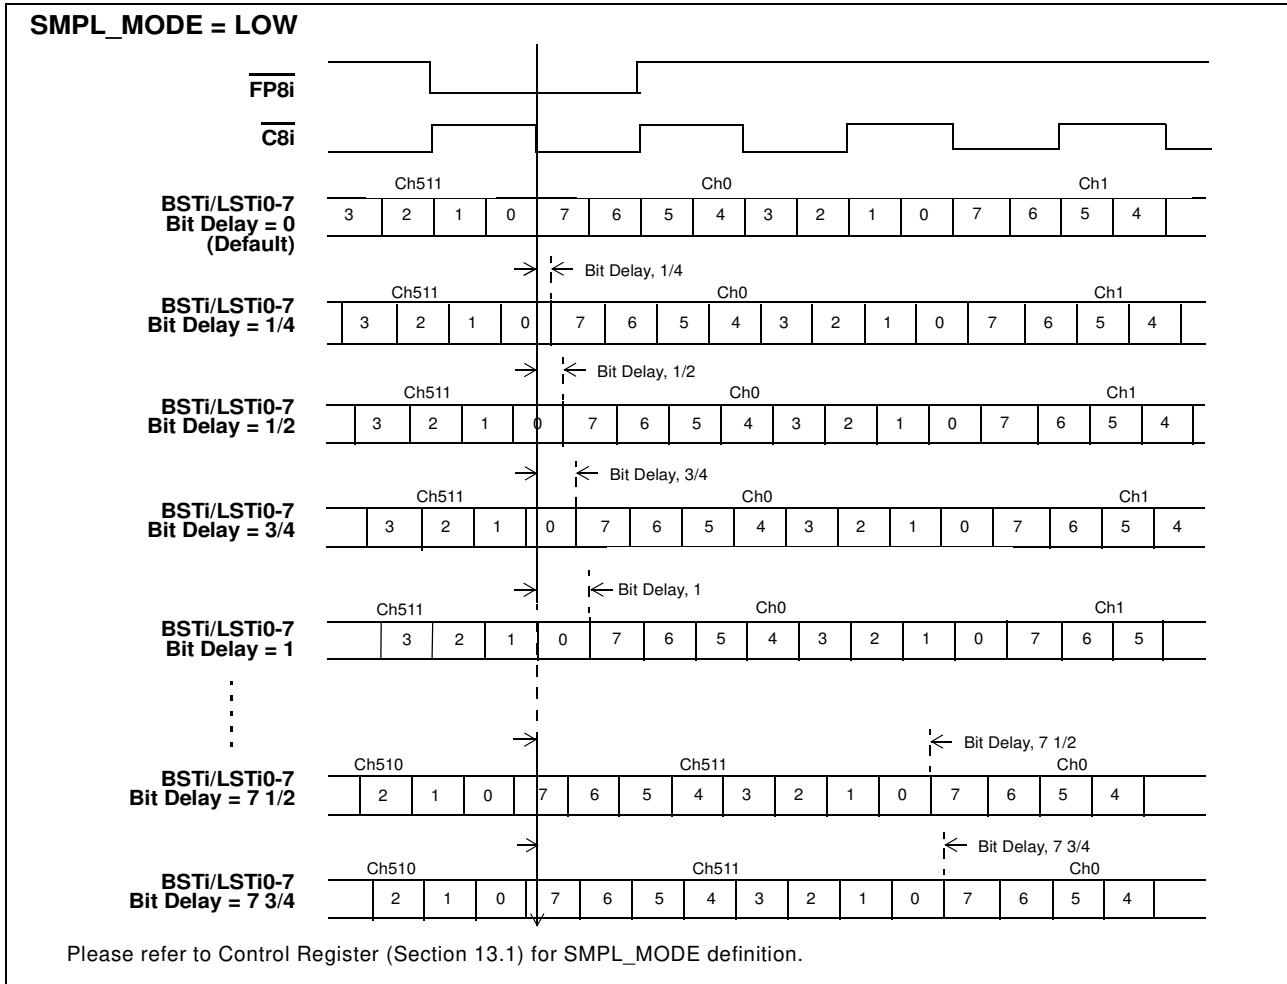 SMPL_MODE = LOW
FP8i
C8i
Ch511 Ch0 Ch1
BSTi/LSTi0-7
Bit Delay = 0
(Default)
3 2 1 0 7 6 5 4 3 2 1 0 7 6 5 4
Bit Delay, 1/4
Ch511 Ch0 Ch1
BSTi/LSTi0-7
Bit Delay = 1/4
3 2 1 0 7 6 5 4 3 2 1 0 7 6 5 4
Bit Delay, 1/2
Ch511 Ch0 Ch1
BSTi/LSTi0-7
Bit Delay = 1/2
3 2 1 0 7 6 5 4 3 2 1 0 7 6 5 4
Bit Delay, 3/4
Ch511 Ch0 Ch1
BSTi/LSTi0-7
Bit Delay = 3/4
3 2 1 0 7 6 5 4 3 2 1 0 7 6 5 4
Bit Delay, 1
Ch511 Ch0 Ch1
BSTi/LSTi0-7
Bit Delay = 1
3 2 1 0 7 6 5 4 3 2 1 0 7 6 5
Bit Delay, 7 1/2
Ch510 Ch511 Ch0
BSTi/LSTi0-7
Bit Delay = 7 1/2
2 1 0 7 6 5 4 3 2 1 0 7 6 5 4
Bit Delay, 7 3/4
Ch510 Ch511 Ch0
BSTi/LSTi0-7
Bit Delay = 7 3/4
2 1 0 7 6 5 4 3 2 1 0 7 6 5 4
Please refer to Control Register (Section 13.1) for SMPL_MODE definition.